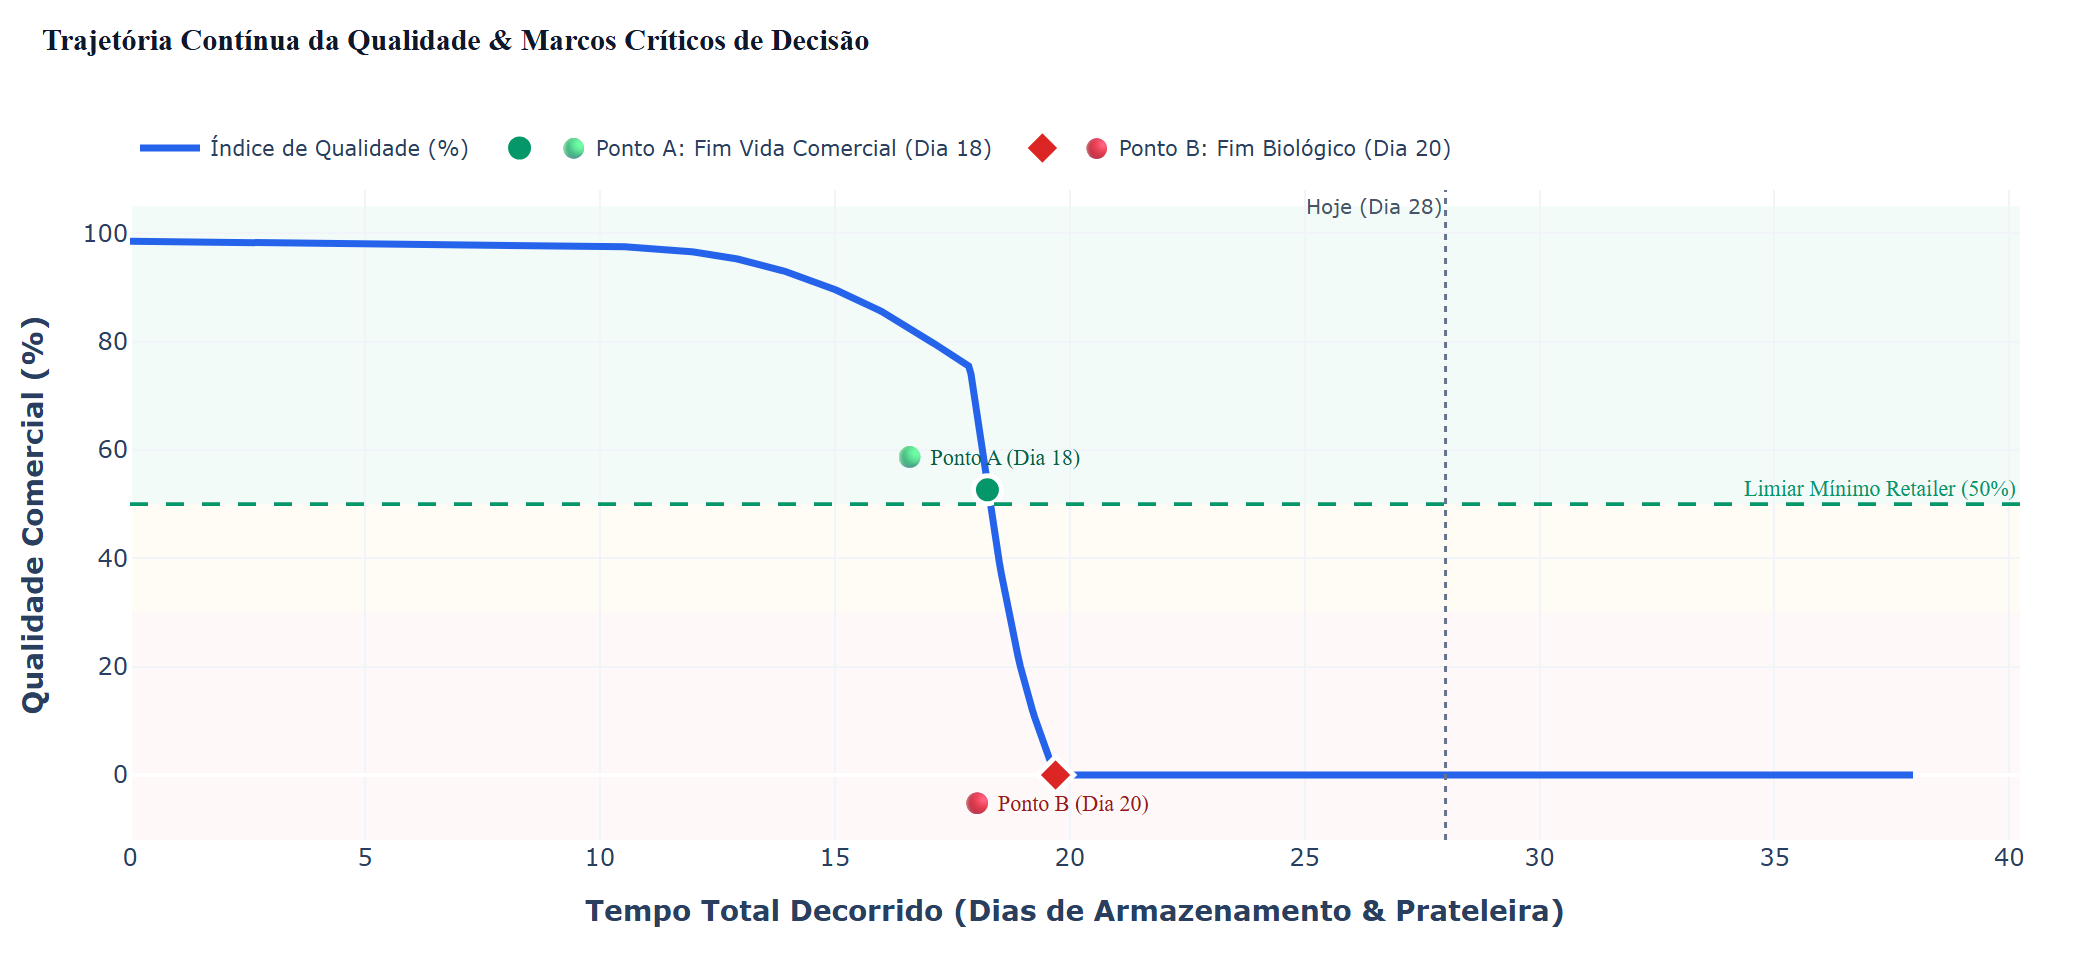 Trajetória Contínua da Qualidade & Marcos Críticos de Decisão
Índice de Qualidade (%)
Ponto A: Fim Vida Comercial (Dia 18)
Ponto B: Fim Biológico (Dia 20)
Hoje (Dia 28)
100
80
60
40
20
0
Qualidade Comercial (%)
Ponto A (Dia 18)
Limiar Mínimo Retailer (50%)
Ponto B (Dia 20)
0
5
10
15
20
25
30
35
40
Tempo Total Decorrido (Dias de Armazenamento & Prateleira)